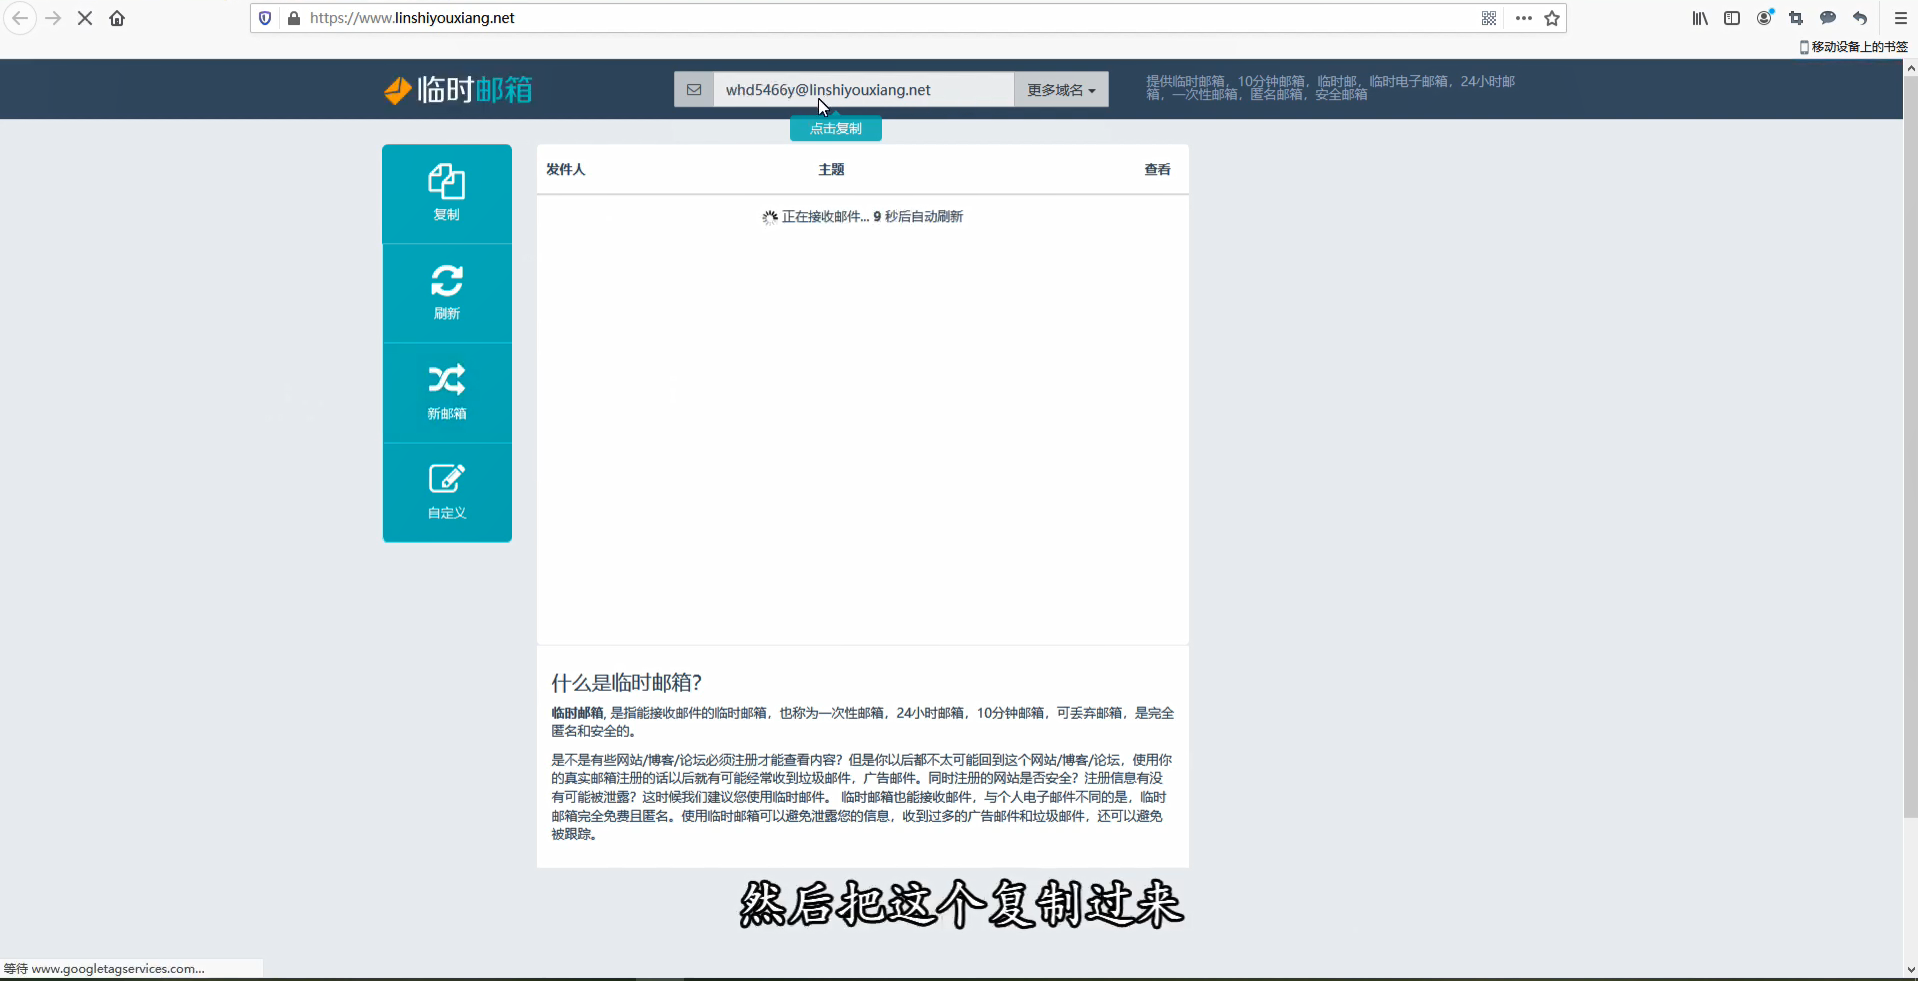 https://www.linshiyouxiang.net
移动设备上的书签
临时邮箱
whd5466y@linshiyouxiang.net
更多域名
提供临时邮箱，10分钟邮箱，临时邮，临时电子邮箱，24小时邮
箱，一次性邮箱，匿名邮箱，安全邮箱
点击复制
复制
刷新
新邮箱
自定义
发件人 主题 查看
正在接收邮件... 9 秒后自动刷新
什么是临时邮箱?
临时邮箱, 是指能接收邮件的临时邮箱，也称为一次性邮箱，24小时邮箱，10分钟邮箱，可丢弃邮箱，是完全
匿名和安全的。
是不是有些网站/博客/论坛必须注册才能查看内容？但是你以后都不太可能回到这个网站/博客/论坛，使用你
的真实邮箱注册的话以后就有可能经常收到垃圾邮件，广告邮件。同时注册的网站是否安全？注册信息有没
有可能被泄露？这时候我们建议您使用临时邮件。 临时邮箱也能接收邮件，与个人电子邮件不同的是，临时
邮箱完全免费且匿名。使用临时邮箱可以避免泄露您的信息，收到过多的广告邮件和垃圾邮件，还可以避免
被跟踪。
然后把这个复制过来
等待 www.googletagservices.com...